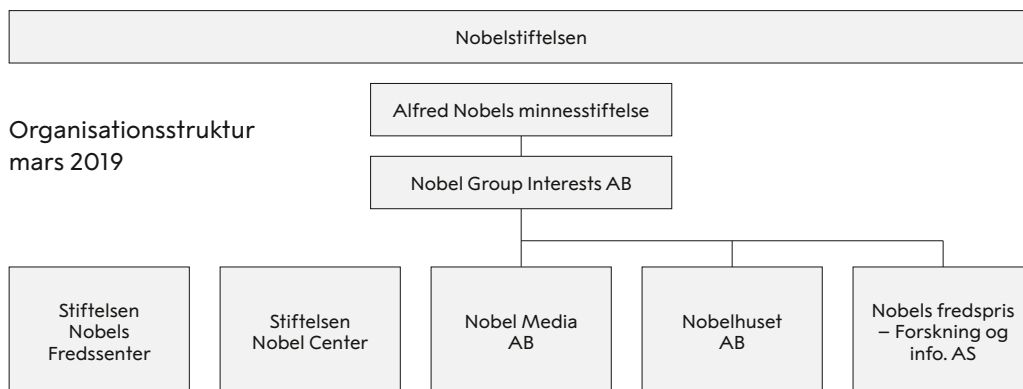 Nobelstiftelsen
Alfred Nobels minnesstiftelse
Organisationsstruktur
mars 2019
Nobel Group Interests AB
Stiftelsen
Nobels
Fredssenter
Stiftelsen
Nobel Center
Nobel Media
AB
Nobelhuset
AB
Nobels fredspris
– Forskning og
info. AS